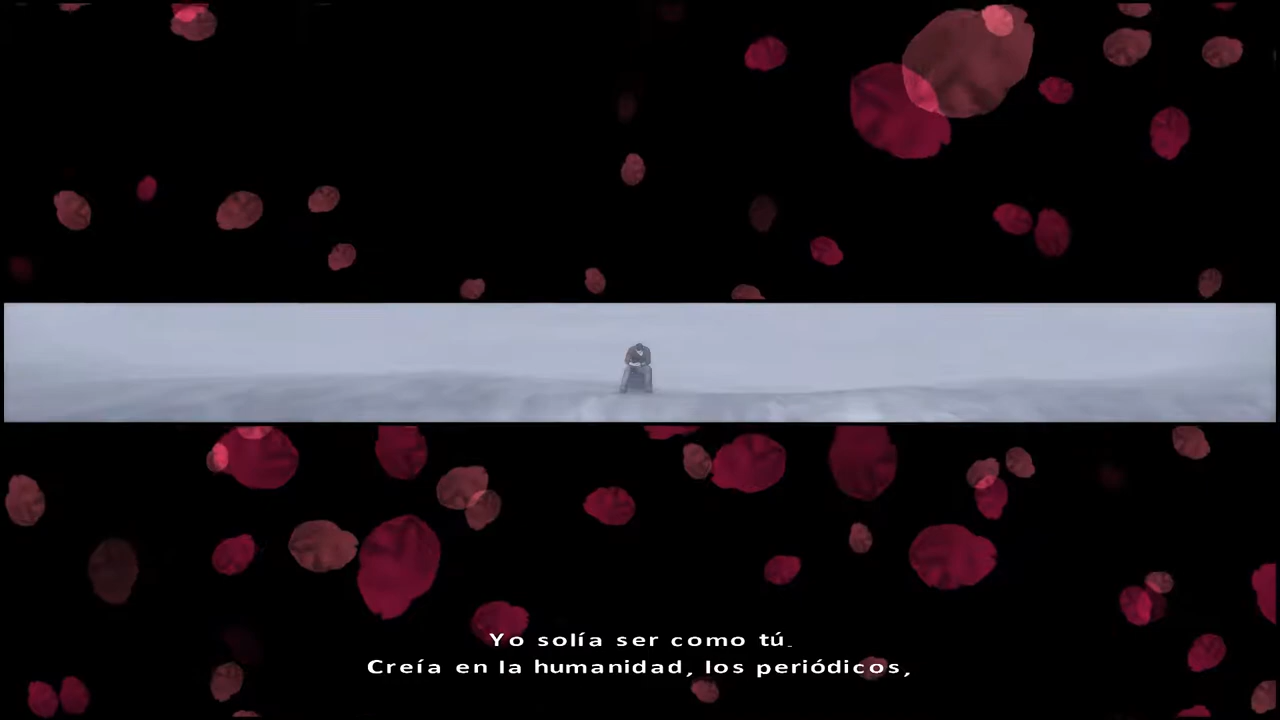 Yo solía ser como tú.
Creía en la humanidad, los periódicos,